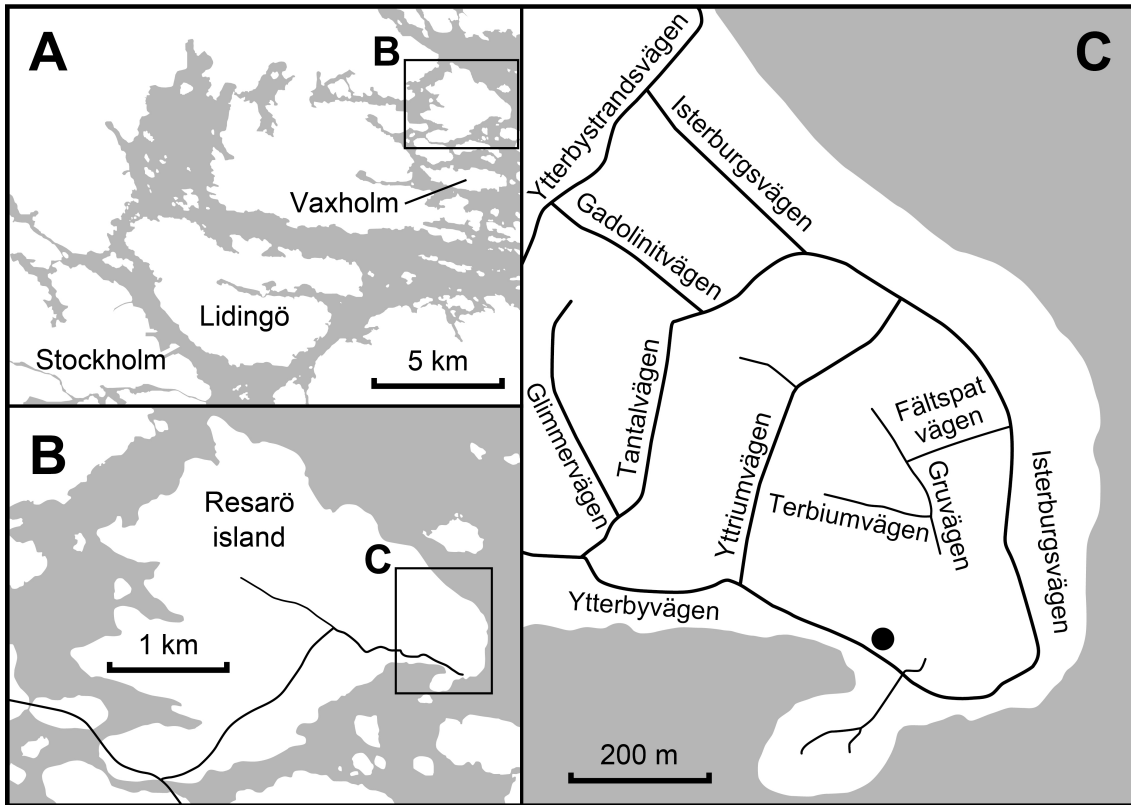 A
B
Vaxholm
Lidingö
Stockholm
5 km
B
Resarö
island
C
1 km
C
Ytterbystrandsvägen
Isterburgsvägen
Gadolinitvägen
Glimmervägen
Tantalvägen
Yttriumvägen
Fältspat
vägen
Gruvägen
Terbiumvägen
Isterburgsvägen
Ytterbyvägen
200 m